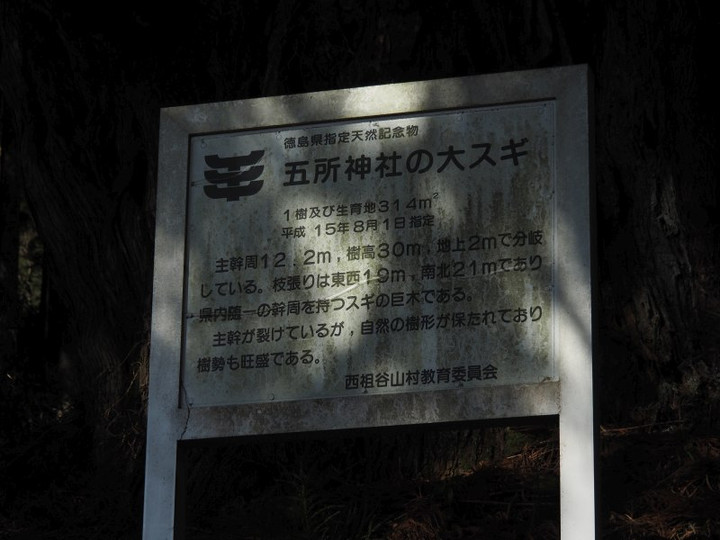 徳島県指定天然記念物
五所神社の大スギ
1樹及び生育地314m²
平成 15年8月1日指定
主幹周12.2m,樹高30m,地上2mで分岐
している。枝張りは東西19m,南北21mであり
県内随一の幹周を持つスギの巨木である。
主幹が裂けているが,自然の樹形が保たれており
樹勢も旺盛である。
西祖谷山村教育委員会